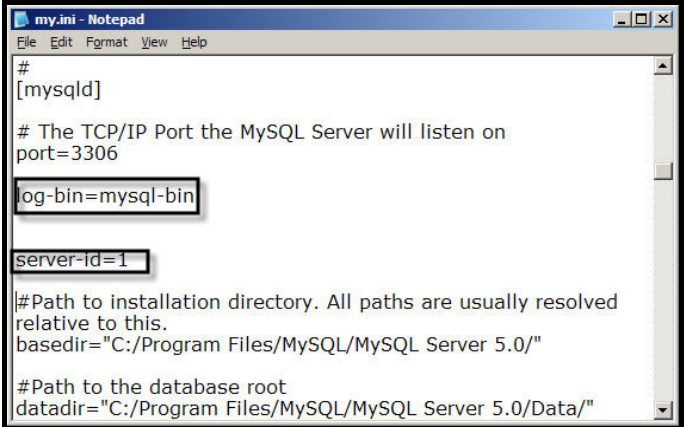 my.ini - Notepad
File Edit Format View Help
#
[mysqld]
# The TCP/IP Port the MySQL Server will listen on
port=3306
log-bin=mysql-bin
server-id=1
#Path to installation directory. All paths are usually resolved
relative to this.
basedir="C:/Program Files/MySQL/MySQL Server 5.0/"
#Path to the database root
datadir="C:/Program Files/MySQL/MySQL Server 5.0/Data/"